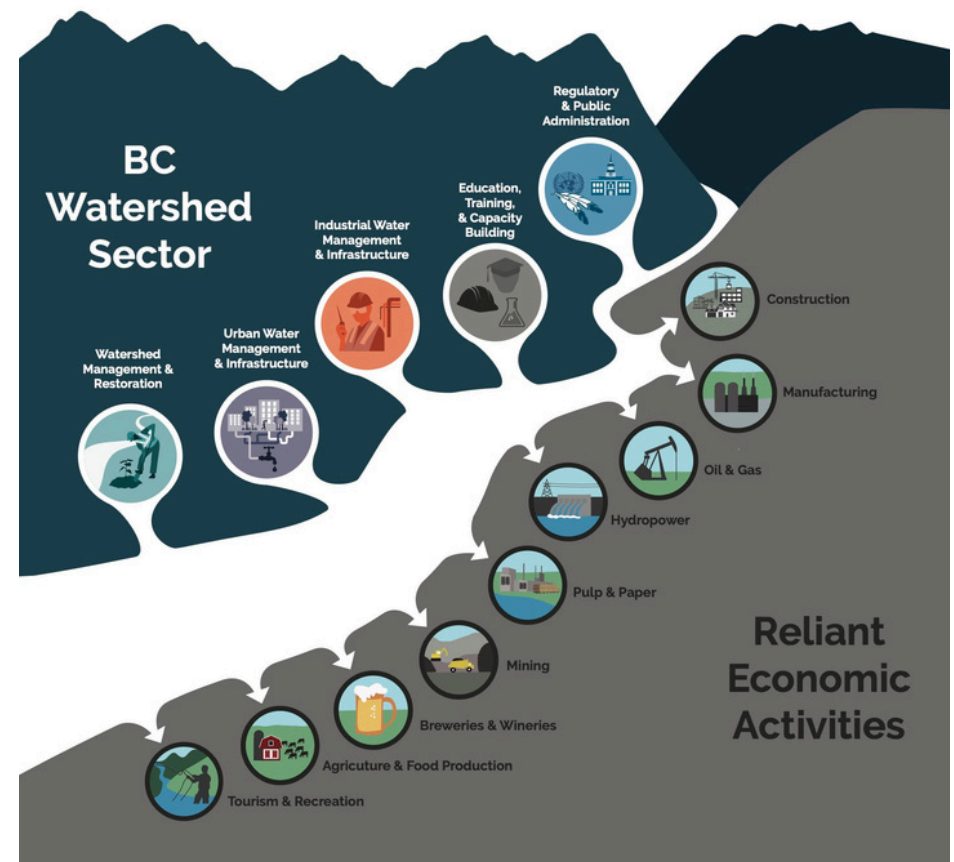 BC
Watershed
Sector
Regulatory
& Public
Administration
Education,
Training,
& Capacity
Building
Industrial Water
Management
& Infrastructure
Urban Water
Management
& Infrastructure
Watershed
Management &
Restoration
Construction
Manufacturing
Oil & Gas
Hydropower
Pulp & Paper
Mining
Breweries & Wineries
Agricuture & Food Production
Tourism & Recreation
Reliant
Economic
Activities